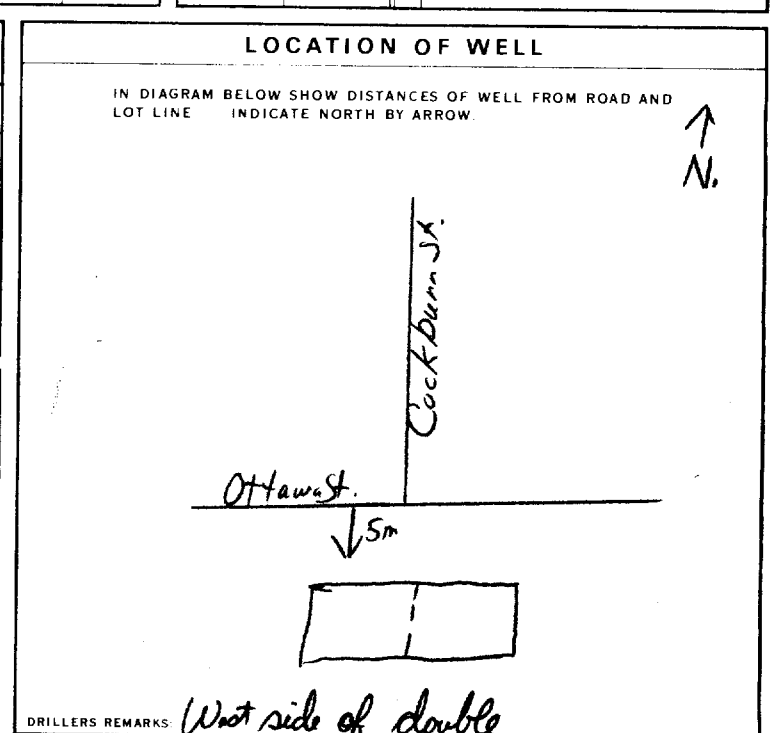 LOCATION OF WELL
IN DIAGRAM BELOW SHOW DISTANCES OF WELL FROM ROAD AND
LOT LINE INDICATE NORTH BY ARROW.
N.
Cockburn St.
Ottawa St.
5m
DRILLERS REMARKS: West side of double